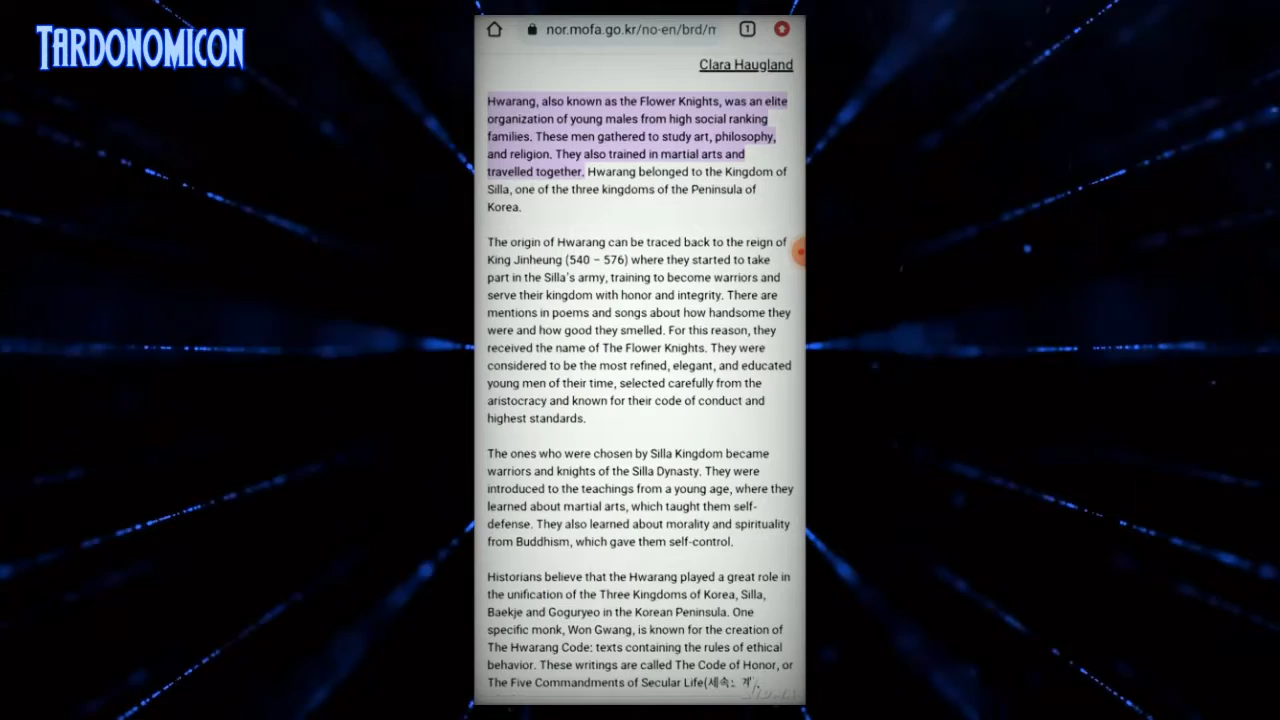 TARDONOMICON
nor.mofa.go.kr/no-en/brd/m
1
Clara Haugland
Hwarang, also known as the Flower Knights, was an elite
organization of young males from high social ranking
families. These men gathered to study art, philosophy,
and religion. They also trained in martial arts and
travelled together. Hwarang belonged to the Kingdom of
Silla, one of the three kingdoms of the Peninsula of
Korea.
The origin of Hwarang can be traced back to the reign of
King Jinheung (540 – 576) where they started to take
part in the Silla's army, training to become warriors and
serve their kingdom with honor and integrity. There are
mentions in poems and songs about how handsome they
were and how good they smelled. For this reason, they
received the name of The Flower Knights. They were
considered to be the most refined, elegant, and educated
young men of their time, selected carefully from the
aristocracy and known for their code of conduct and
highest standards.
The ones who were chosen by Silla Kingdom became
warriors and knights of the Silla Dynasty. They were
introduced to the teachings from a young age, where they
learned about martial arts, which taught them self-
defense. They also learned about morality and spirituality
from Buddhism, which gave them self-control.
Historians believe that the Hwarang played a great role in
the unification of the Three Kingdoms of Korea, Silla,
Baekje and Goguryeo in the Korean Peninsula. One
specific monk, Won Gwang, is known for the creation of
The Hwarang Code: texts containing the rules of ethical
behavior. These writings are called The Code of Honor, or
The Five Commandments of Secular Life(세속